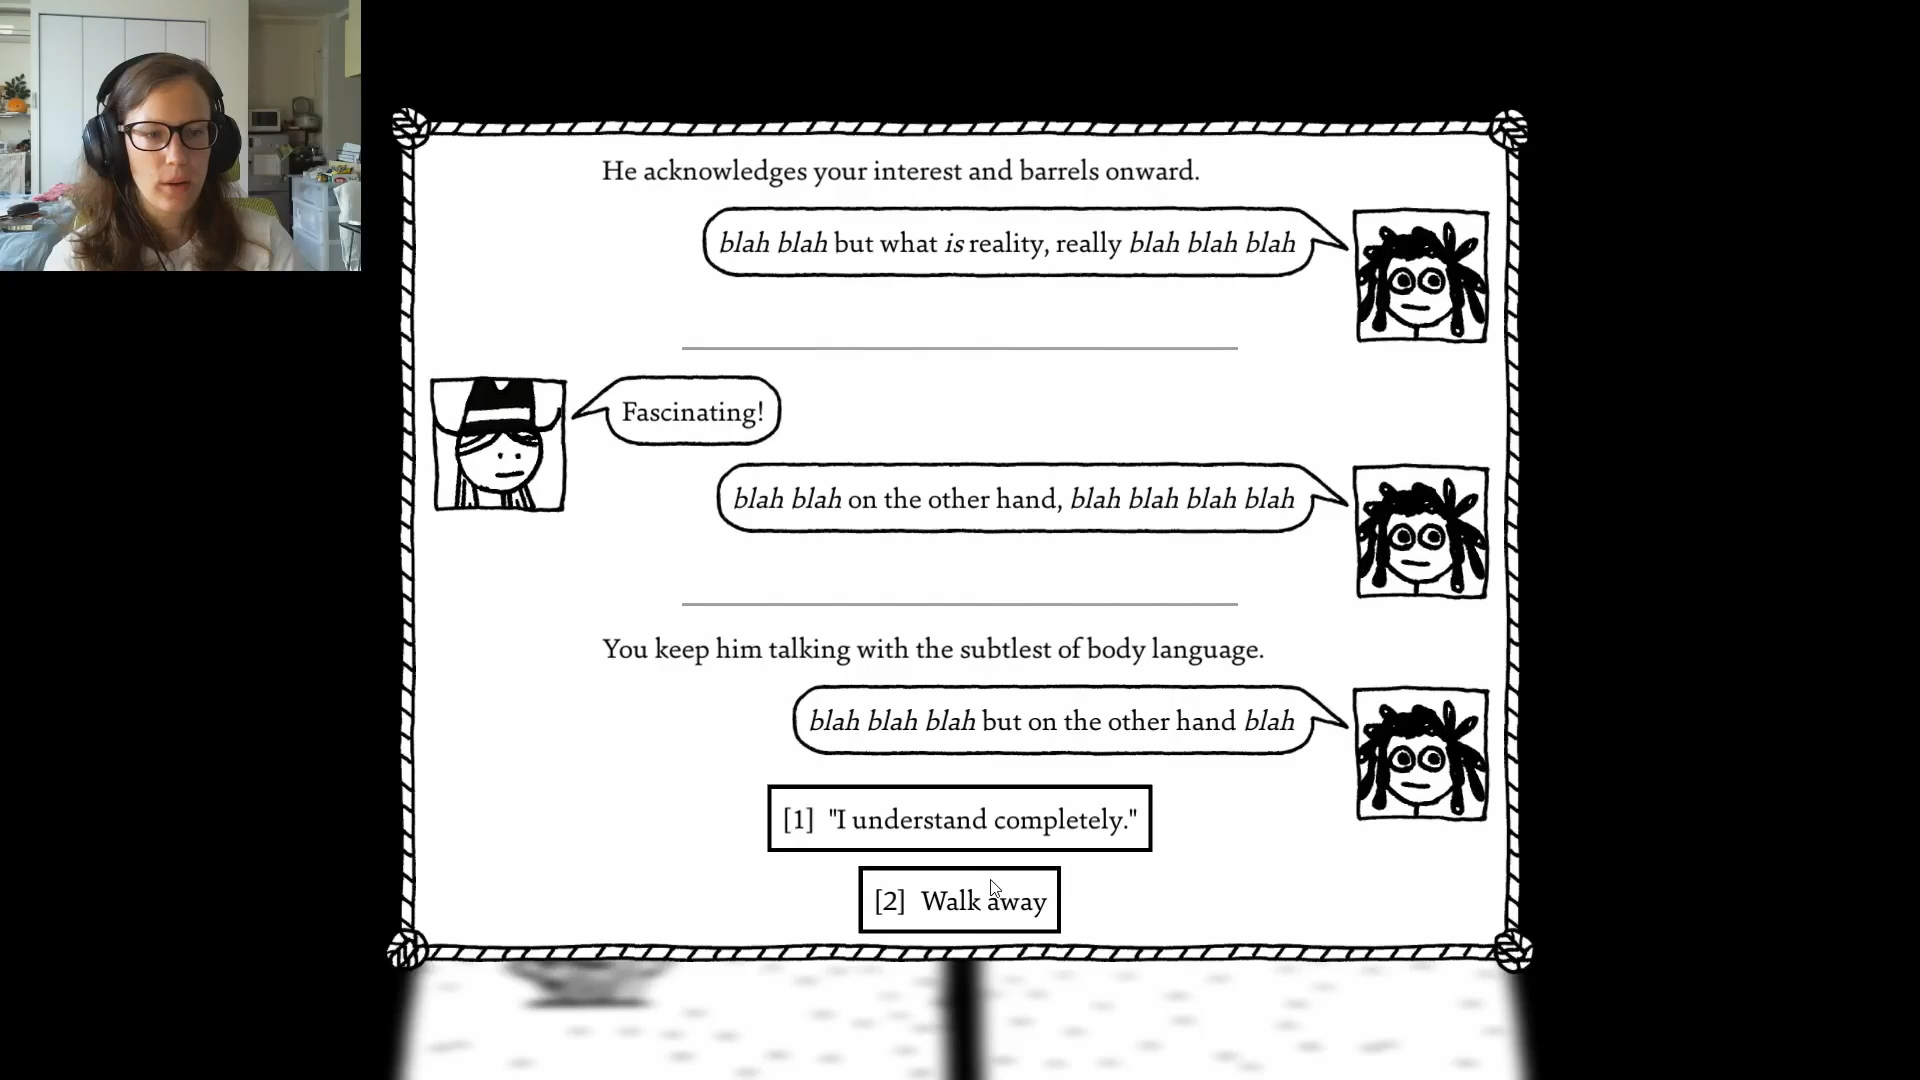 He acknowledges your interest and barrels onward.
blah blah but what is reality, really blah blah blah
Fascinating!
blah blah on the other hand, blah blah blah blah
You keep him talking with the subtlest of body language.
blah blah blah but on the other hand blah
[1] "I understand completely."
[2] Walk away